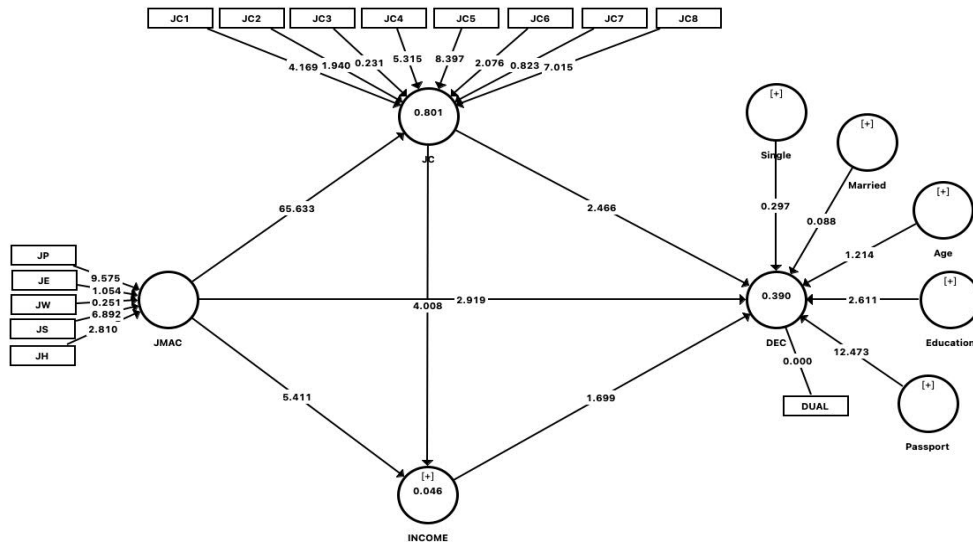 JC1 JC2 JC3 JC4 JC5 JC6 JC7 JC8
4.169 1.940 0.231 5.315 8.397 2.076 0.823 7.015
0.801
JC
[+]
Single
[+]
Married
[+]
Age
65.633
2.466
0.297
0.088
1.214
JP
JE
JW
JS
JH
9.575
1.054
0.251
6.892
2.810
JMAC
2.919
4.008
0.390
DEC
2.611
[+]
Education
0.000
12.473
DUAL
[+]
Passport
5.411
1.699
[+]
0.046
INCOME